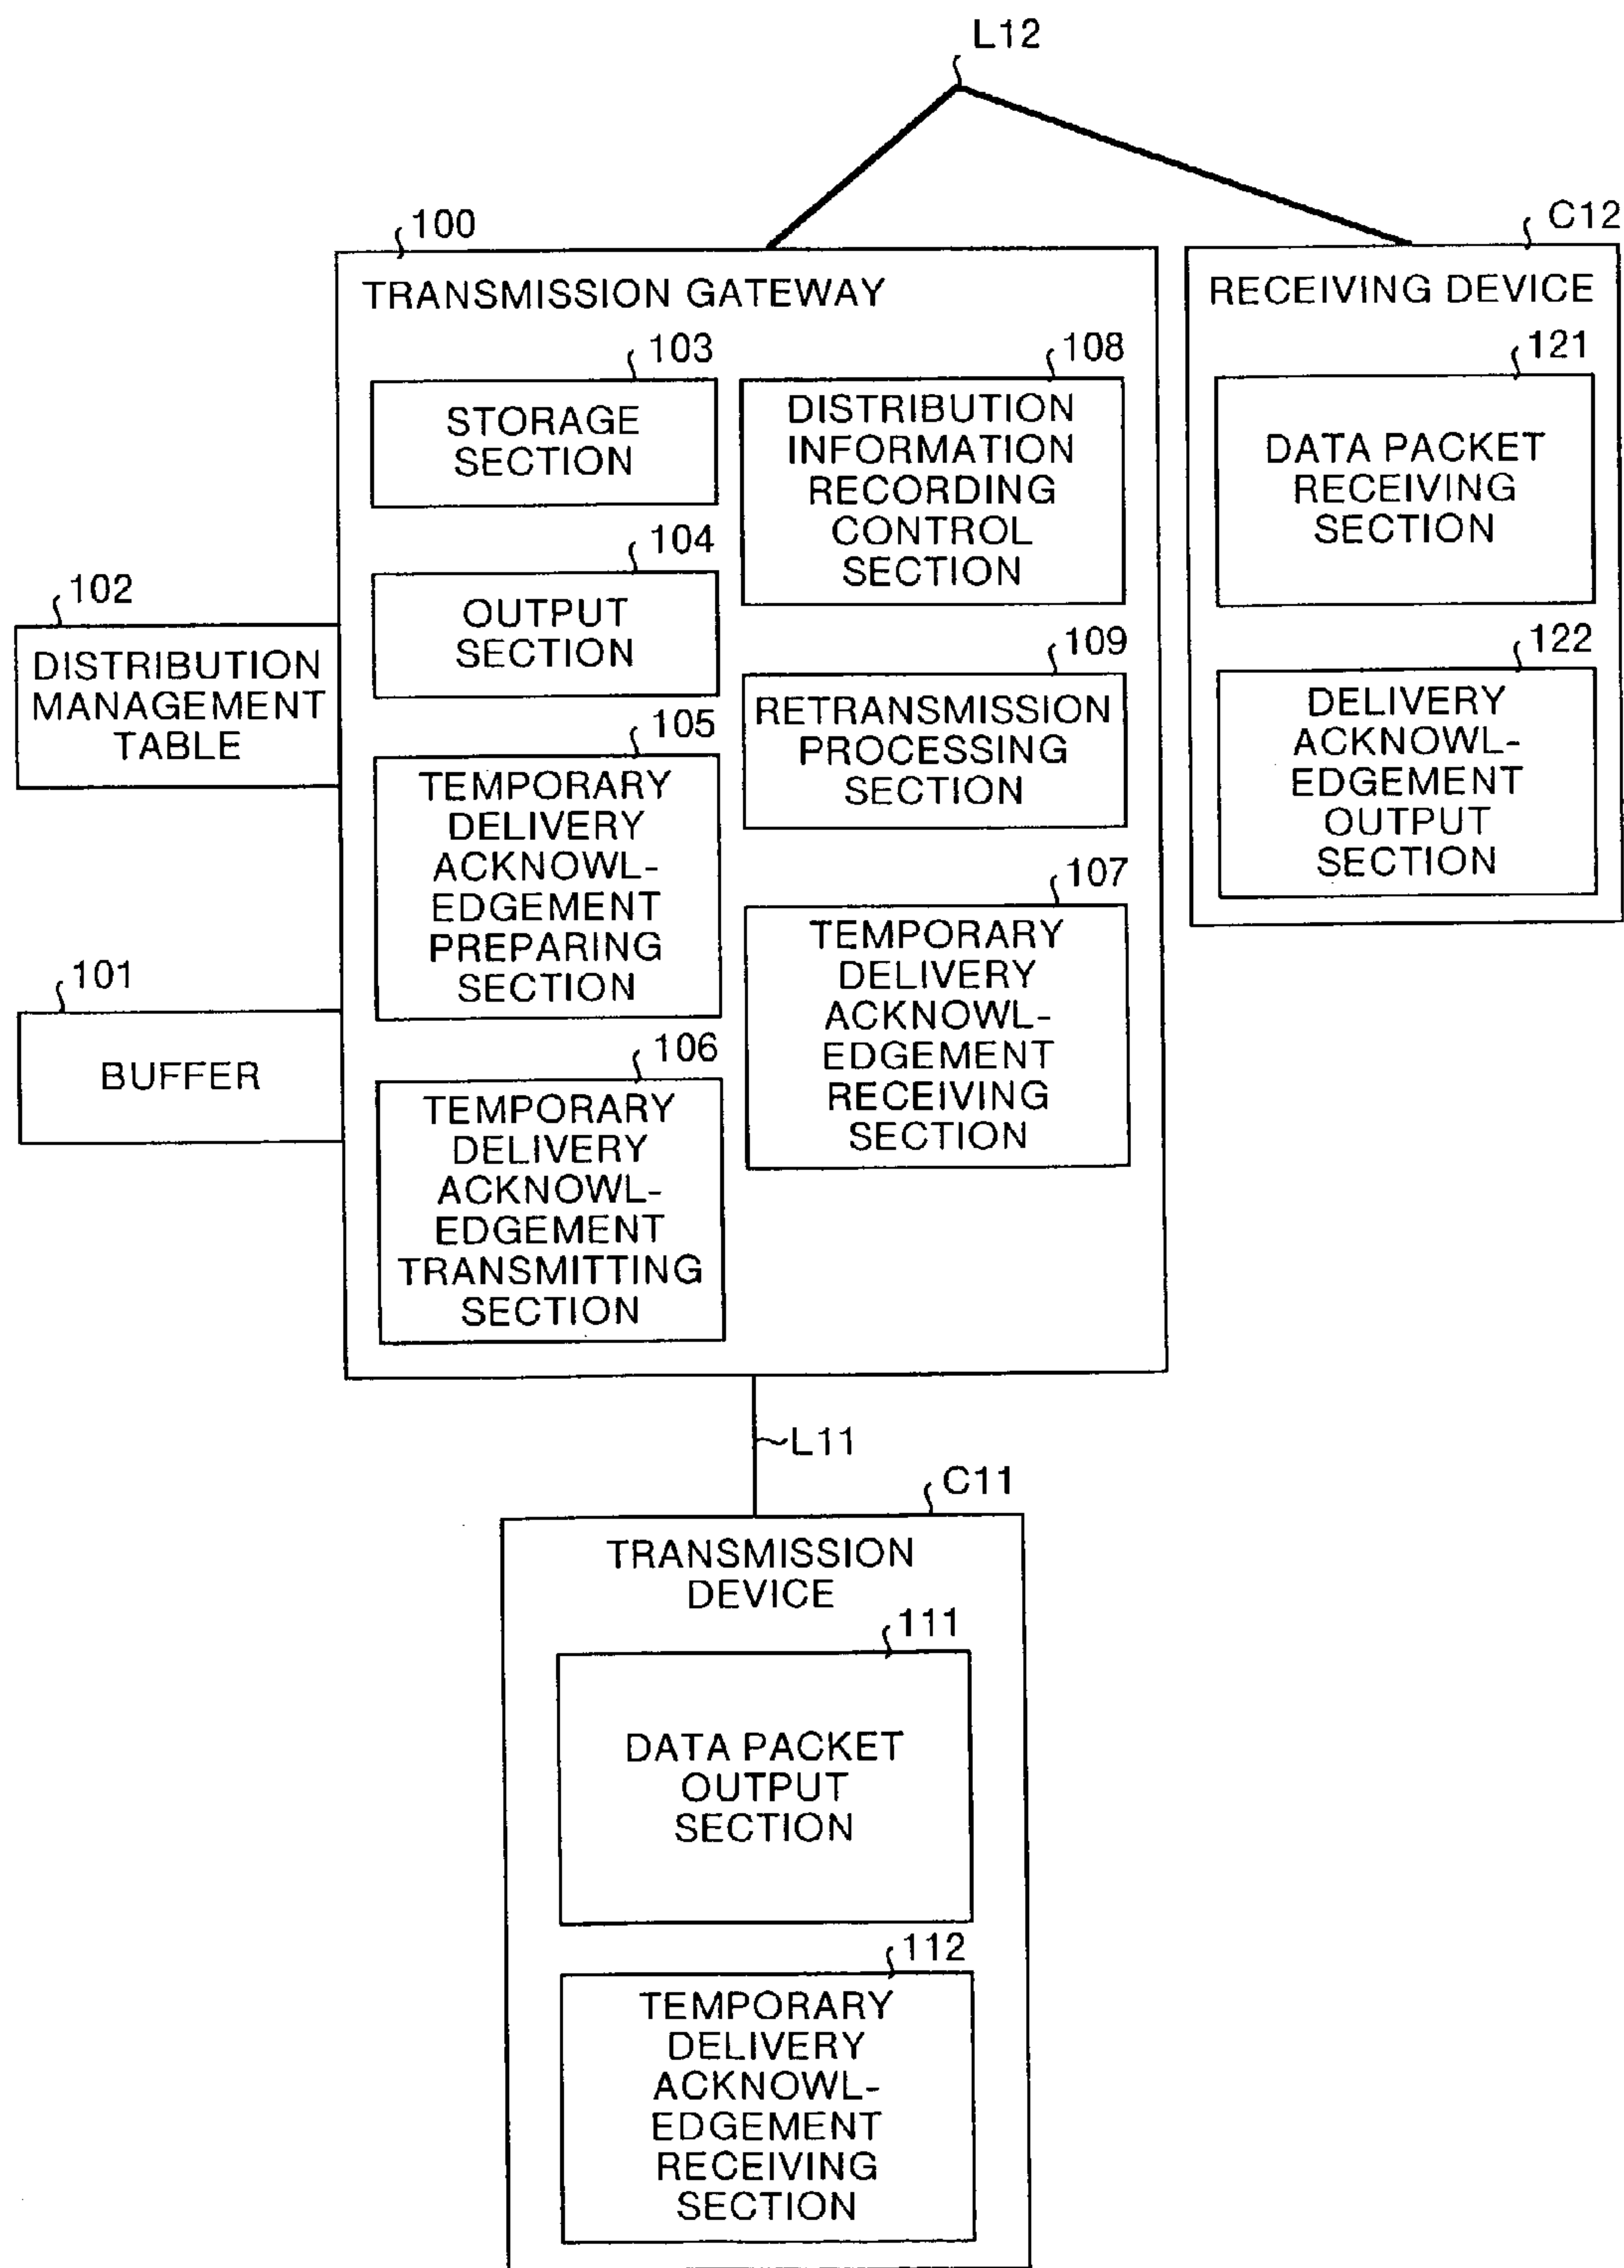 L12
100
C12
TRANSMISSION GATEWAY
RECEIVING DEVICE
103
STORAGE
SECTION
108
DISTRIBUTION
INFORMATION
RECORDING
CONTROL
SECTION
121
DATA PACKET
RECEIVING
SECTION
104
OUTPUT
SECTION
102
DISTRIBUTION
MANAGEMENT
TABLE
109
RETRANSMISSION
PROCESSING
SECTION
122
DELIVERY
ACKNOWL-
EDGEMENT
OUTPUT
SECTION
105
TEMPORARY
DELIVERY
ACKNOWL-
EDGEMENT
PREPARING
SECTION
107
TEMPORARY
DELIVERY
ACKNOWL-
EDGEMENT
RECEIVING
SECTION
101
BUFFER
106
TEMPORARY
DELIVERY
ACKNOWL-
EDGEMENT
TRANSMITTING
SECTION
L11
C11
TRANSMISSION
DEVICE
111
DATA PACKET
OUTPUT
SECTION
112
TEMPORARY
DELIVERY
ACKNOWL-
EDGEMENT
RECEIVING
SECTION